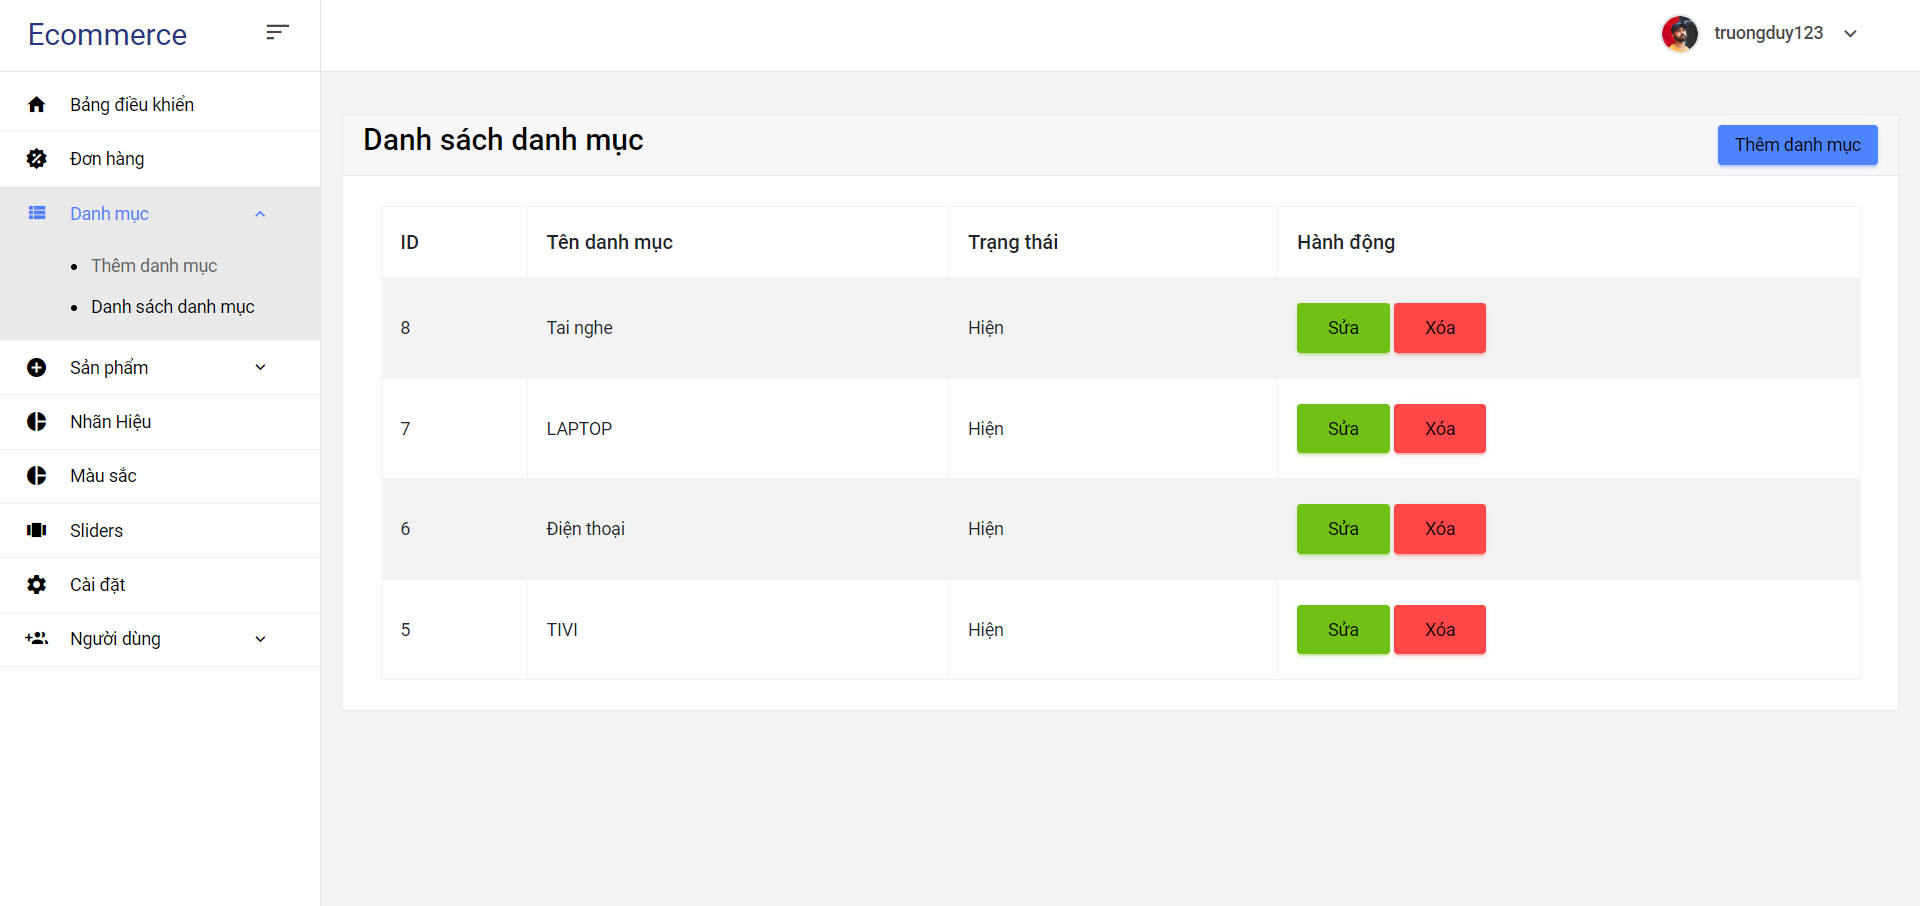 Ecommerce
truongduy123
Bảng điều khiển
Đơn hàng
Danh mục
Thêm danh mục
Danh sách danh mục
Sản phẩm
Nhãn Hiệu
Màu sắc
Sliders
Cài đặt
Người dùng
Danh sách danh mục
Thêm danh mục
ID Tên danh mục Trạng thái Hành động
8 Tai nghe Hiện Sửa Xóa
7 LAPTOP Hiện Sửa Xóa
6 Điện thoại Hiện Sửa Xóa
5 TIVI Hiện Sửa Xóa